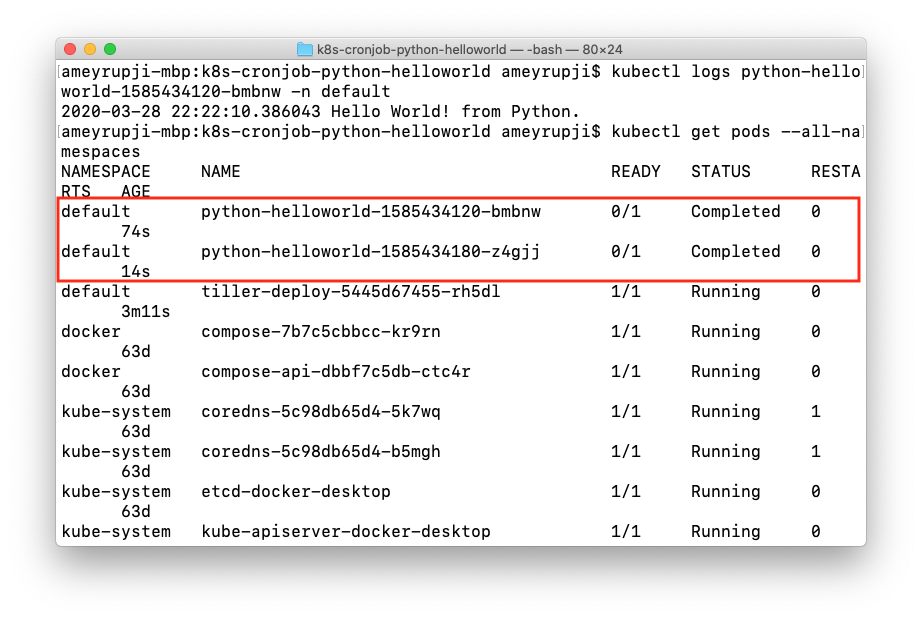 k8s-cronjob-python-helloworld — -bash — 80×24
[ameyrupji-mbp:k8s-cronjob-python-helloworld ameyrupji$ kubectl logs python-hello]
world-1585434120-bmbnw -n default
2020-03-28 22:22:10.386043 Hello World! from Python.
[ameyrupji-mbp:k8s-cronjob-python-helloworld ameyrupji$ kubectl get pods --all-na]
mespaces
NAMESPACE     NAME                                     READY   STATUS      RESTA
RTS   AGE
default       python-helloworld-1585434120-bmbnw       0/1     Completed   0
      74s
default       python-helloworld-1585434180-z4gjj       0/1     Completed   0
      14s
default       tiller-deploy-5445d67455-rh5dl           1/1     Running     0
      3m11s
docker        compose-7b7c5cbbcc-kr9rn                 1/1     Running     0
      63d
docker        compose-api-dbbf7c5db-ctc4r              1/1     Running     0
      63d
kube-system   coredns-5c98db65d4-5k7wq                 1/1     Running     1
      63d
kube-system   coredns-5c98db65d4-b5mgh                 1/1     Running     1
      63d
kube-system   etcd-docker-desktop                      1/1     Running     0
      63d
kube-system   kube-apiserver-docker-desktop            1/1     Running     0